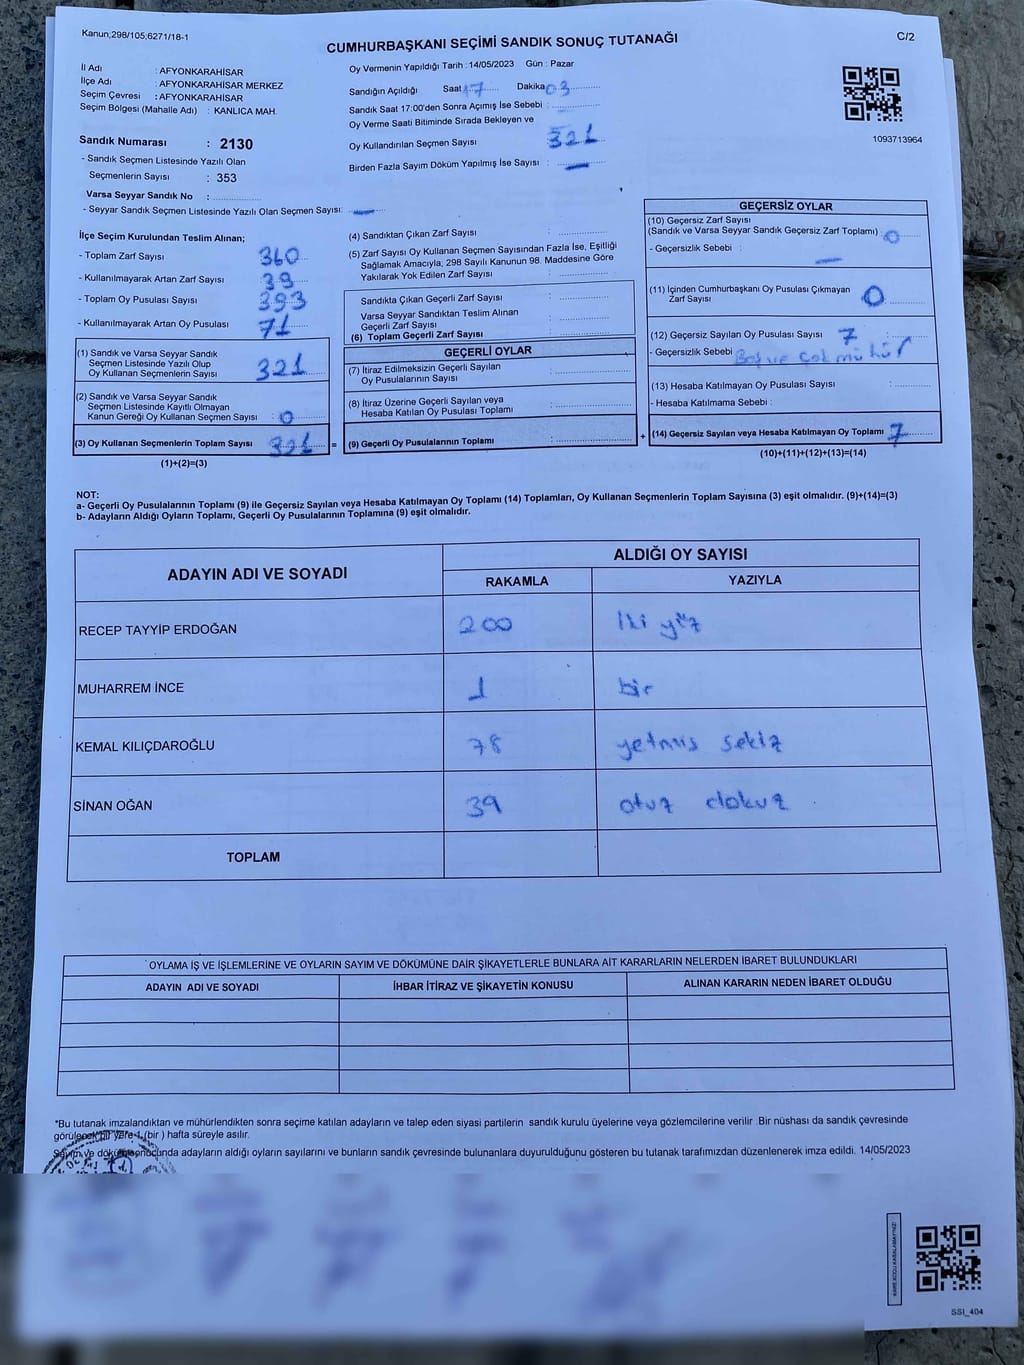 Kanun;298/105,6271/18-1
C/2
CUMHURBAŞKANI SEÇİMİ SANDIK SONUÇ TUTANAĞI
İl Adı : AFYONKARAHİSAR
İlçe Adı : AFYONKARAHİSAR MERKEZ
Seçim Çevresi : AFYONKARAHİSAR
Seçim Bölgesi (Mahalle Adı) : KANLICA MAH.
Sandık Numarası : 2130
- Sandık Seçmen Listesinde Yazılı Olan
Seçmenlerin Sayısı : 353
Varsa Seyyar Sandık No :
- Seyyar Sandık Seçmen Listesinde Yazılı Olan Seçmen Sayısı: —
Oy Vermenin Yapıldığı Tarih :14/05/2023 Gün : Pazar
Sandığın Açıldığı Saat 17 Dakika 03
Sandık Saat 17:00'den Sonra Açımış İse Sebebi :
Oy Verme Saati Bitiminde Sırada Bekleyen ve
Oy Kullandırılan Seçmen Sayısı : 321
Birden Fazla Sayım Döküm Yapılmış İse Sayısı : —
1093713964
İlçe Seçim Kurulundan Teslim Alınan;
- Toplam Zarf Sayısı 360
- Kullanılmayarak Artan Zarf Sayısı : 39
- Toplam Oy Pusulası Sayısı 393
- Kullanılmayarak Artan Oy Pusulası : 71
(1) Sandık ve Varsa Seyyar Sandık
Seçmen Listesinde Yazılı Olup
Oy Kullanan Seçmenlerin Sayısı : 321
(2) Sandık ve Varsa Seyyar Sandık
Seçmen Listesinde Kayıtlı Olmayan
Kanun Gereği Oy Kullanan Seçmen Sayısı : 0
(3) Oy Kullanan Seçmenlerin Toplam Sayısı 321
(1)+(2)=(3)
=
(4) Sandıktan Çıkan Zarf Sayısı :
(5) Zarf Sayısı Oy Kullanan Seçmen Sayısından Fazla İse, Eşitliği
Sağlamak Amacıyla; 298 Sayılı Kanunun 98. Maddesine Göre
Yakılarak Yok Edilen Zarf Sayısı :
Sandıkta Çıkan Geçerli Zarf Sayısı :
Varsa Seyyar Sandıktan Teslim Alınan
Geçerli Zarf Sayısı :
(6) Toplam Geçerli Zarf Sayısı :
GEÇERLİ OYLAR
(7) İtiraz Edilmeksizin Geçerli Sayılan
Oy Pusulalarının Sayısı :
(8) İtiraz Üzerine Geçerli Sayılan veya
Hesaba Katılan Oy Pusulası Toplamı :
(9) Geçerli Oy Pusulalarının Toplamı :
+
GEÇERSİZ OYLAR
(10) Geçersiz Zarf Sayısı
(Sandık ve Varsa Seyyar Sandık Geçersiz Zarf Toplamı) : 0
- Geçersizlik Sebebi : —
(11) İçinden Cumhurbaşkanı Oy Pusulası Çıkmayan
Zarf Sayısı : 0
(12) Geçersiz Sayılan Oy Pusulası Sayısı : 7
- Geçersizlik Sebebi : Boş ve çok mühür
(13) Hesaba Katılmayan Oy Pusulası Sayısı :
- Hesaba Katılmama Sebebi :
(14) Geçersiz Sayılan veya Hesaba Katılmayan Oy Toplamı : 7
(10)+(11)+(12)+(13)=(14)
NOT:
a- Geçerli Oy Pusulalarının Toplamı (9) ile Geçersiz Sayılan veya Hesaba Katılmayan Oy Toplamı (14) Toplamları, Oy Kullanan Seçmenlerin Toplam Sayısına (3) eşit olmalıdır. (9)+(14)=(3)
b- Adayların Aldığı Oyların Toplamı, Geçerli Oy Pusulalarının Toplamına (9) eşit olmalıdır.
ADAYIN ADI VE SOYADI
ALDIĞI OY SAYISI
RAKAMLA YAZIYLA
RECEP TAYYİP ERDOĞAN 200 İki yüz
MUHARREM İNCE 1 bir
KEMAL KILIÇDAROĞLU 78 yetmiş sekiz
SİNAN OĞAN 39 otuz dokuz
TOPLAM
OYLAMA İŞ VE İŞLEMLERİNE VE OYLARIN SAYIM VE DÖKÜMÜNE DAİR ŞİKAYETLERLE BUNLARA AİT KARARLARIN NELERDEN İBARET BULUNDUKLARI
ADAYIN ADI VE SOYADI İHBAR İTİRAZ VE ŞİKAYETİN KONUSU ALINAN KARARIN NEDEN İBARET OLDUĞU
*Bu tutanak imzalandıktan ve mühürlendikten sonra seçime katılan adayların ve talep eden siyasi partilerin sandık kurulu üyelerine veya gözlemcilerine verilir Bir nüshası da sandık çevresinde
görülecek bir yere 1 (bir ) hafta süreyle asılır.
Sayım ve döküm sonucunda adayların aldığı oyların sayılarını ve bunların sandık çevresinde bulunanlara duyurulduğunu gösteren bu tutanak tarafımızdan düzenlenerek imza edildi. 14/05/2023
SSI_404